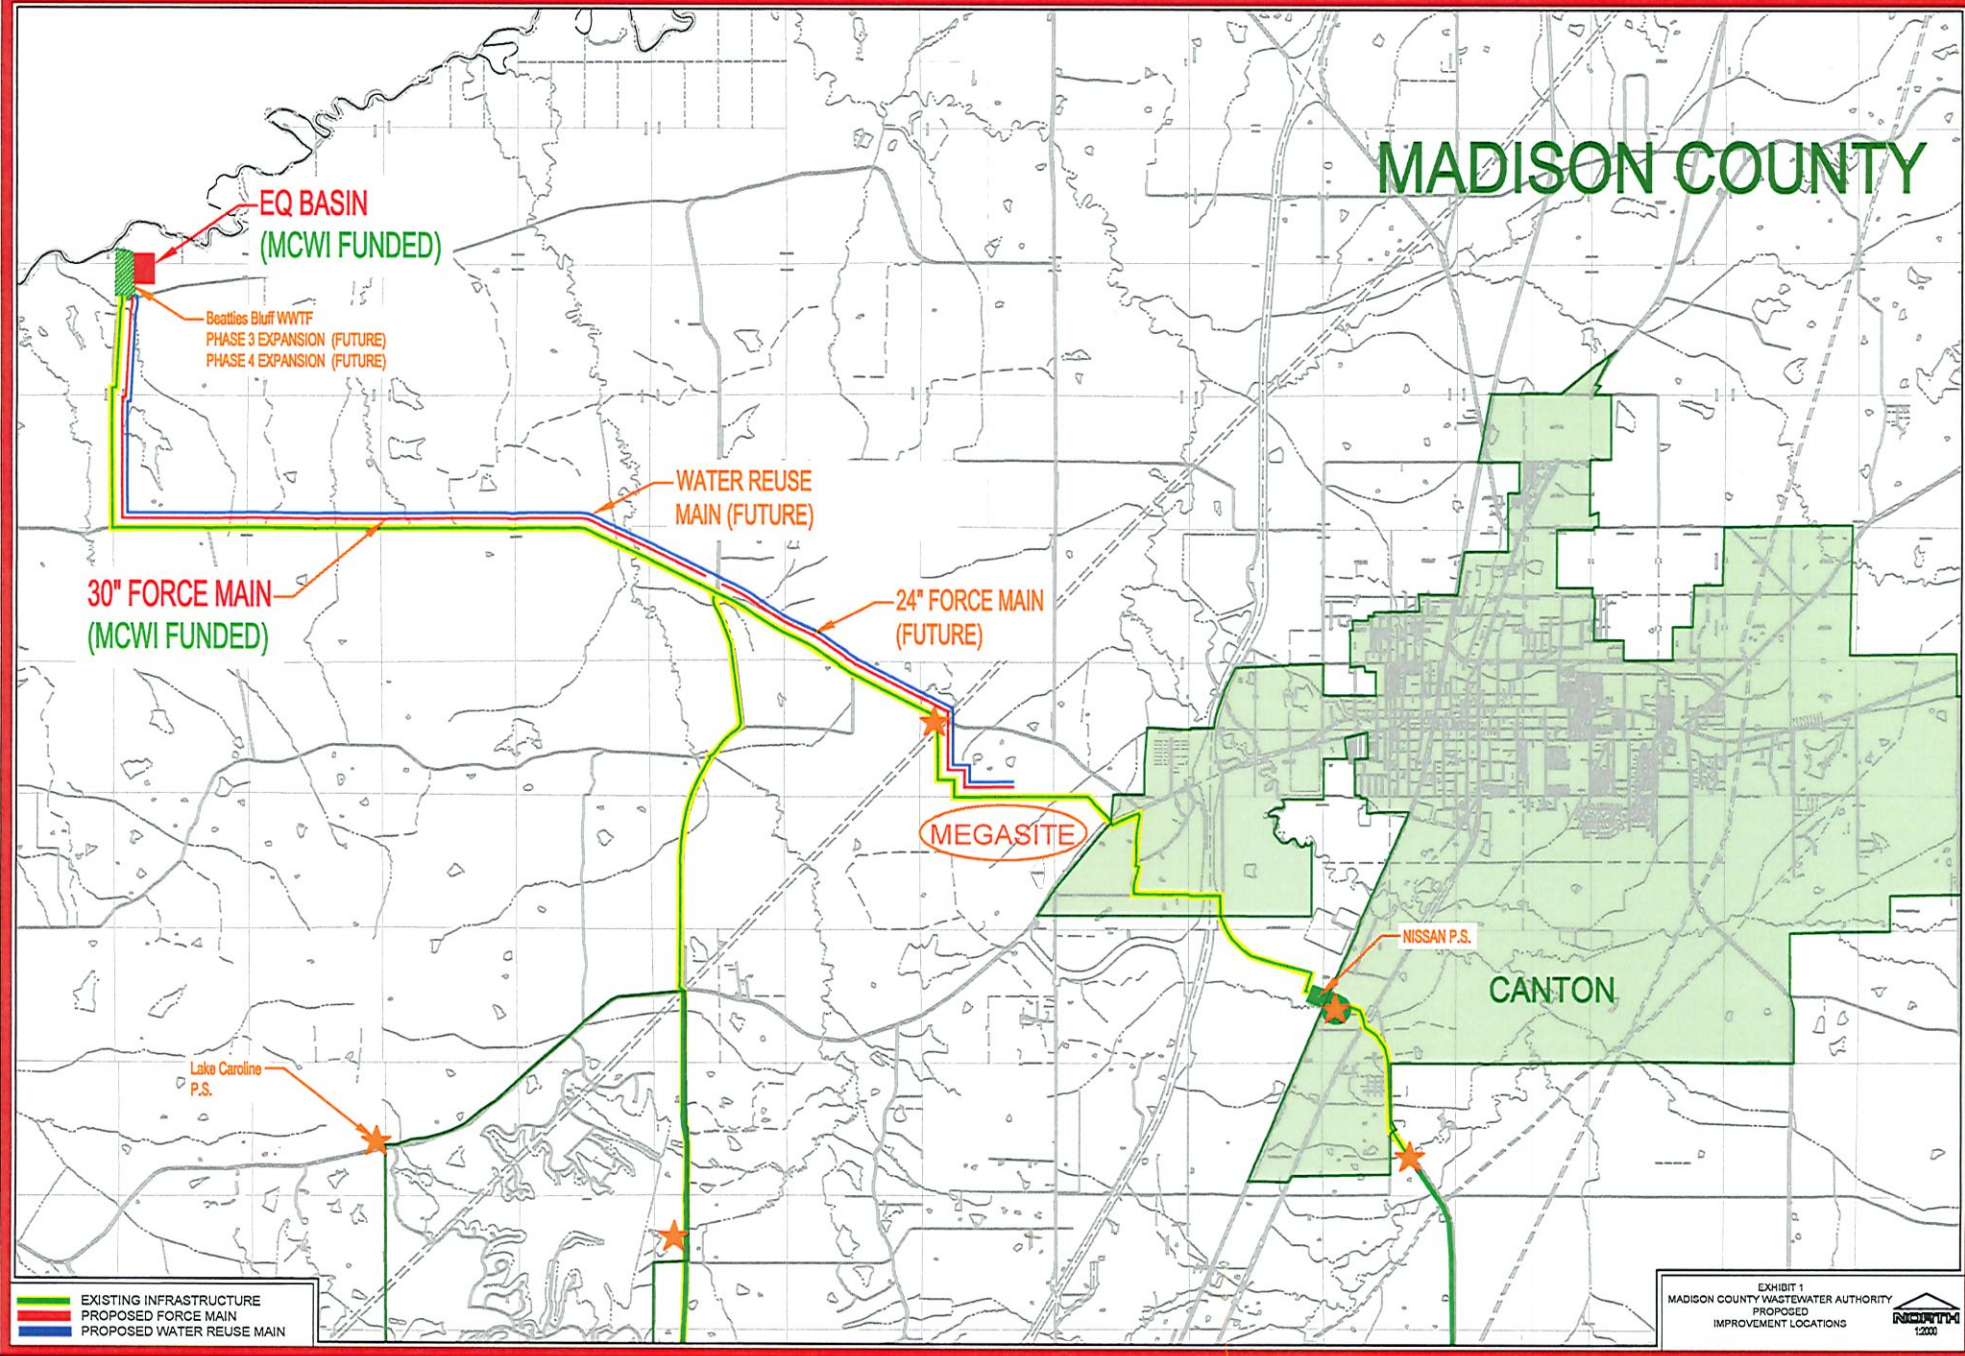 MADISON COUNTY
EQ BASIN
(MCWI FUNDED)
Beatties Bluff WWTF
PHASE 3 EXPANSION (FUTURE)
PHASE 4 EXPANSION (FUTURE)
WATER REUSE
MAIN (FUTURE)
30" FORCE MAIN
(MCWI FUNDED)
24" FORCE MAIN
(FUTURE)
MEGASITE
NISSAN P.S.
CANTON
Lake Caroline
P.S.
EXISTING INFRASTRUCTURE
PROPOSED FORCE MAIN
PROPOSED WATER REUSE MAIN
EXHIBIT 1
MADISON COUNTY WASTEWATER AUTHORITY
PROPOSED
IMPROVEMENT LOCATIONS
NORTH
1:2000